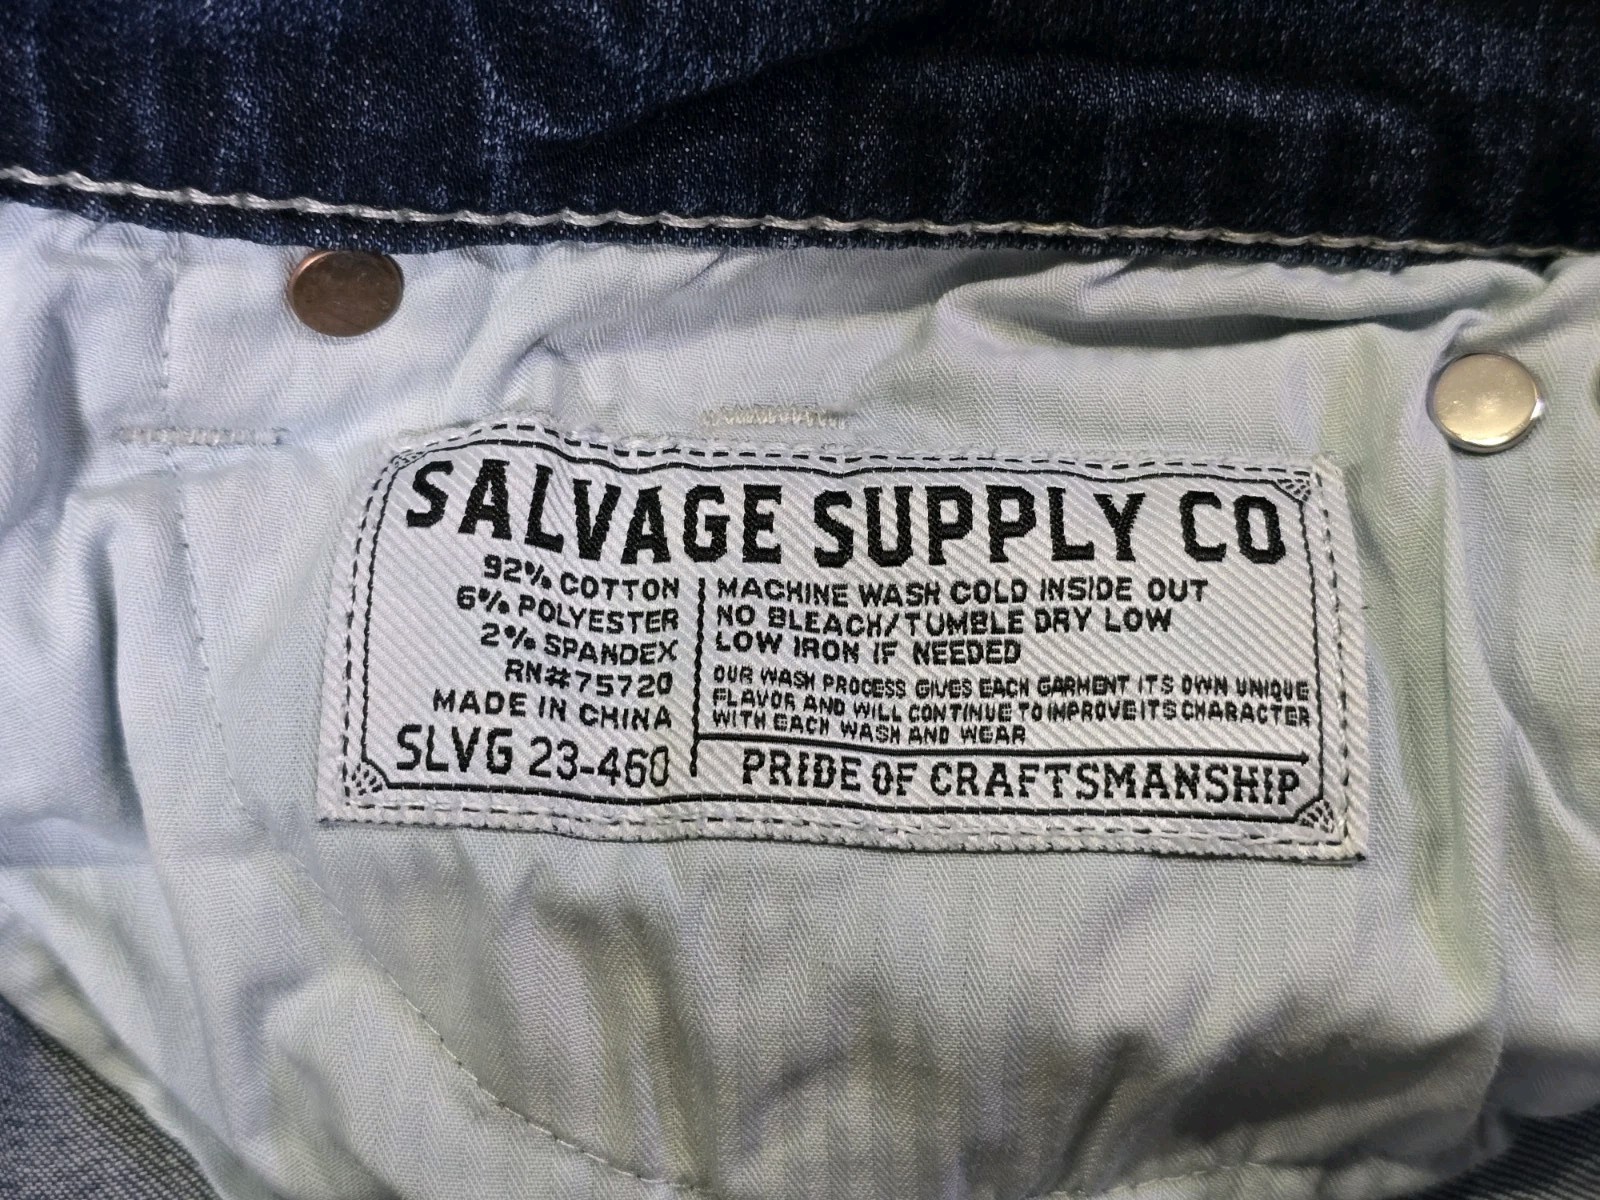 SALVAGE SUPPLY CO
92% COTTON
6% POLYESTER
2% SPANDEX
RN#75720
MADE IN CHINA
SLVG 23-460
MACHINE WASH COLD INSIDE OUT
NO BLEACH/TUMBLE DRY LOW
LOW IRON IF NEEDED
OUR WASH PROCESS GIVES EACH GARMENT ITS OWN UNIQUE
FLAVOR AND WILL CONTINUE TO IMPROVE ITS CHARACTER
WITH EACH WASH AND WEAR
PRIDE OF CRAFTSMANSHIP